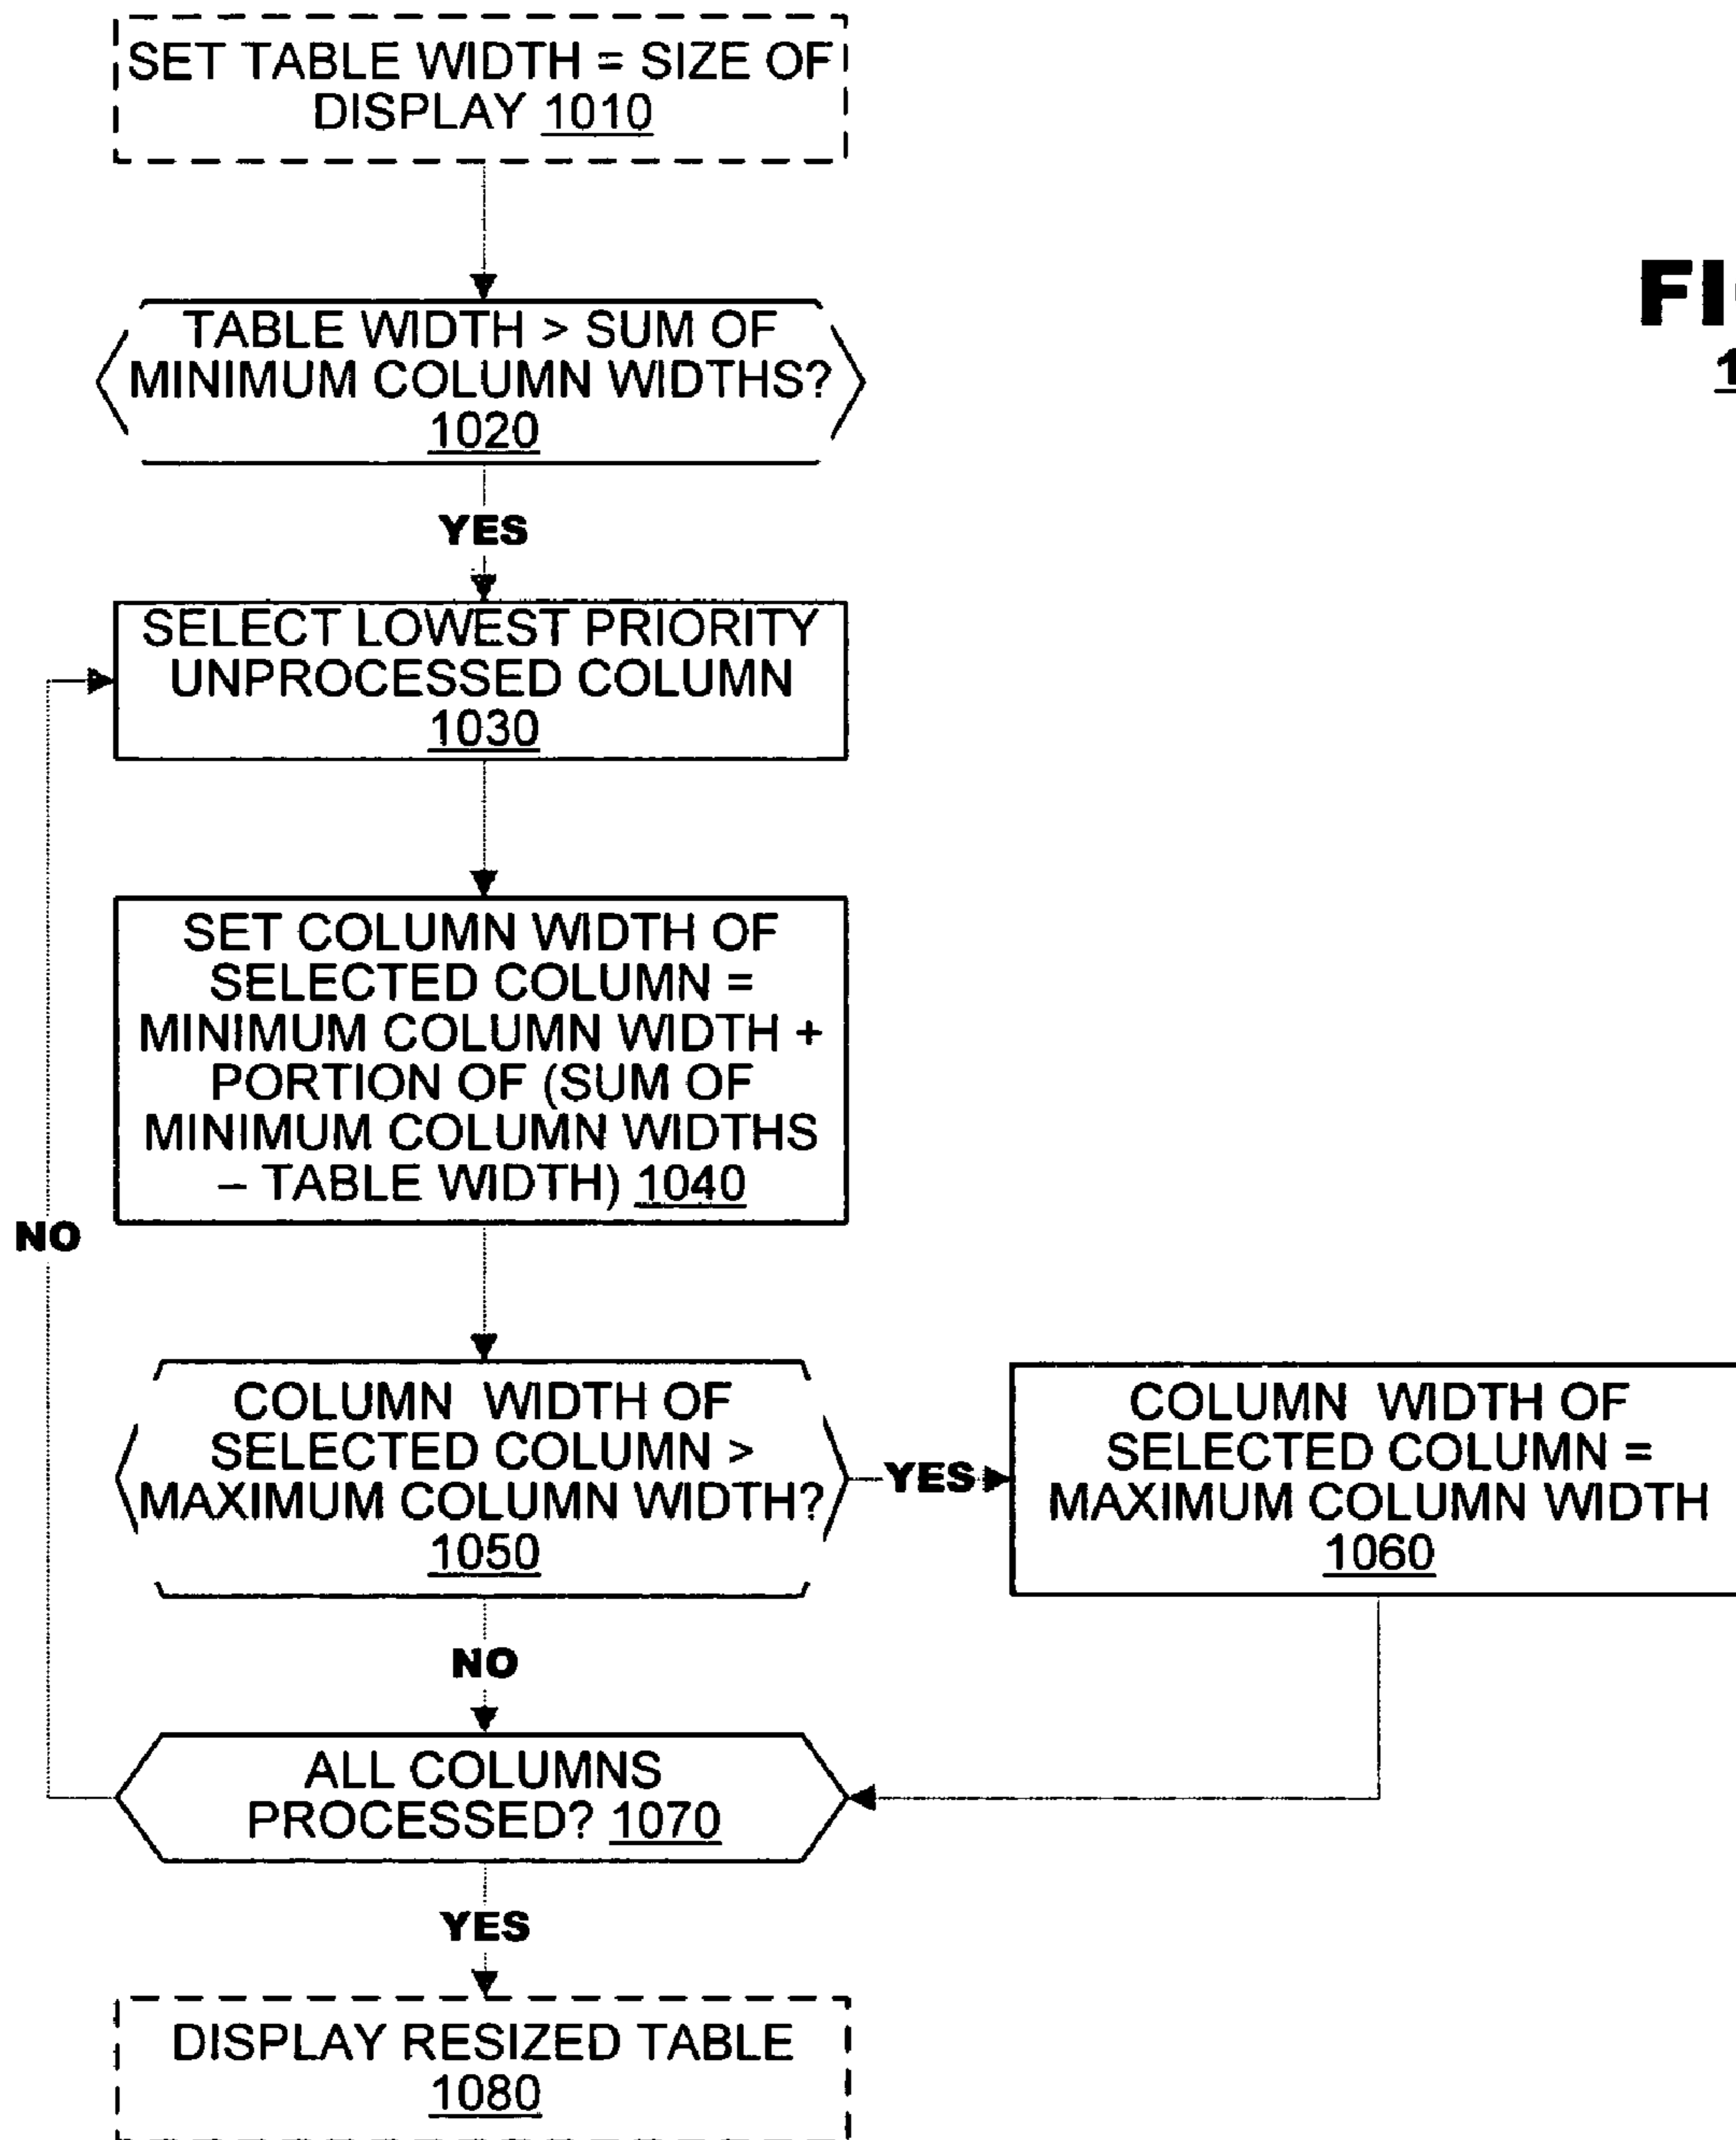 SET TABLE WIDTH = SIZE OF
DISPLAY 1010
TABLE WIDTH > SUM OF
MINIMUM COLUMN WIDTHS?
1020
YES
SELECT LOWEST PRIORITY
UNPROCESSED COLUMN
1030
SET COLUMN WIDTH OF
SELECTED COLUMN =
MINIMUM COLUMN WIDTH +
PORTION OF (SUM OF
MINIMUM COLUMN WIDTHS
– TABLE WIDTH) 1040
NO
COLUMN WIDTH OF
SELECTED COLUMN >
MAXIMUM COLUMN WIDTH?
1050
YES
COLUMN WIDTH OF
SELECTED COLUMN =
MAXIMUM COLUMN WIDTH
1060
NO
ALL COLUMNS
PROCESSED? 1070
YES
DISPLAY RESIZED TABLE
1080